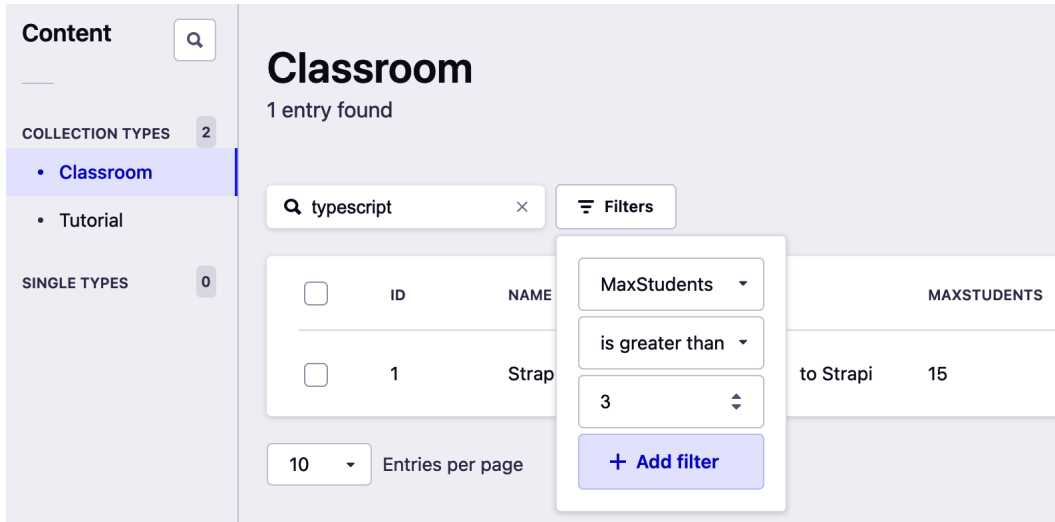 Content
COLLECTION TYPES 2
• Classroom
• Tutorial
SINGLE TYPES 0
Classroom
1 entry found
typescript
Filters
MaxStudents
is greater than
3
+ Add filter
ID NAME MAXSTUDENTS
1 Strap to Strapi 15
10 Entries per page